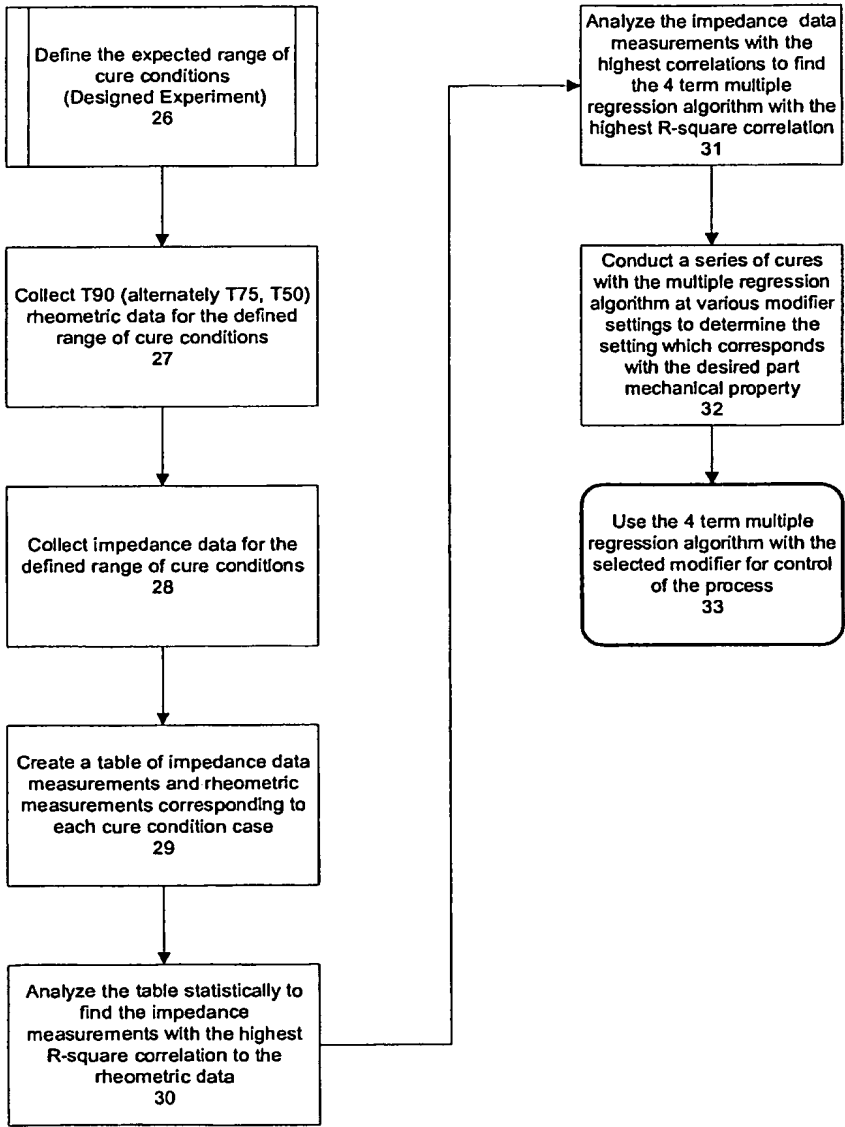 Define the expected range of
cure conditions
(Designed Experiment)
26
Collect T90 (alternately T75, T50)
rheometric data for the defined
range of cure conditions
27
Collect impedance data for the
defined range of cure conditions
28
Create a table of impedance data
measurements and rheometric
measurements corresponding to
each cure condition case
29
Analyze the table statistically to
find the impedance
measurements with the highest
R-square correlation to the
rheometric data
30
Analyze the impedance data
measurements with the
highest correlations to find
the 4 term multiple
regression algorithm with the
highest R-square correlation
31
Conduct a series of cures
with the multiple regression
algorithm at various modifier
settings to determine the
setting which corresponds
with the desired part
mechanical property
32
Use the 4 term multiple
regression algorithm with the
selected modifier for control
of the process
33